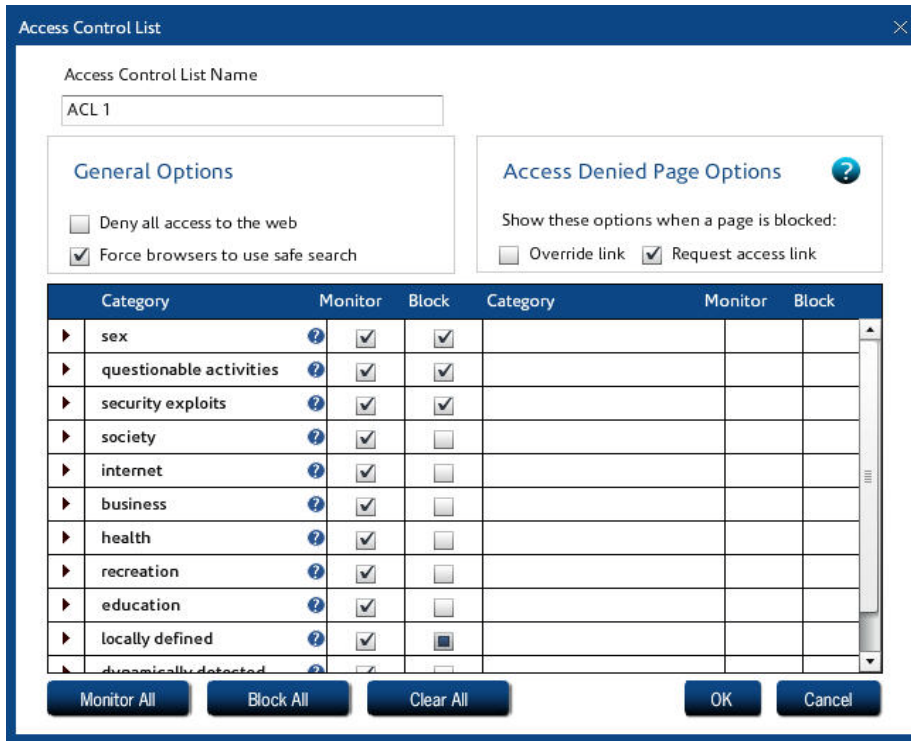 Access Control List
Access Control List Name
ACL 1
General Options
Deny all access to the web
Force browsers to use safe search
Access Denied Page Options
?
Show these options when a page is blocked:
Override link Request access link
Category Monitor Block Category Monitor Block
sex ?
questionable activities ?
security exploits ?
society ?
internet ?
business ?
health ?
recreation ?
education ?
locally defined ?
dynamically detected ?
Monitor All Block All Clear All OK Cancel